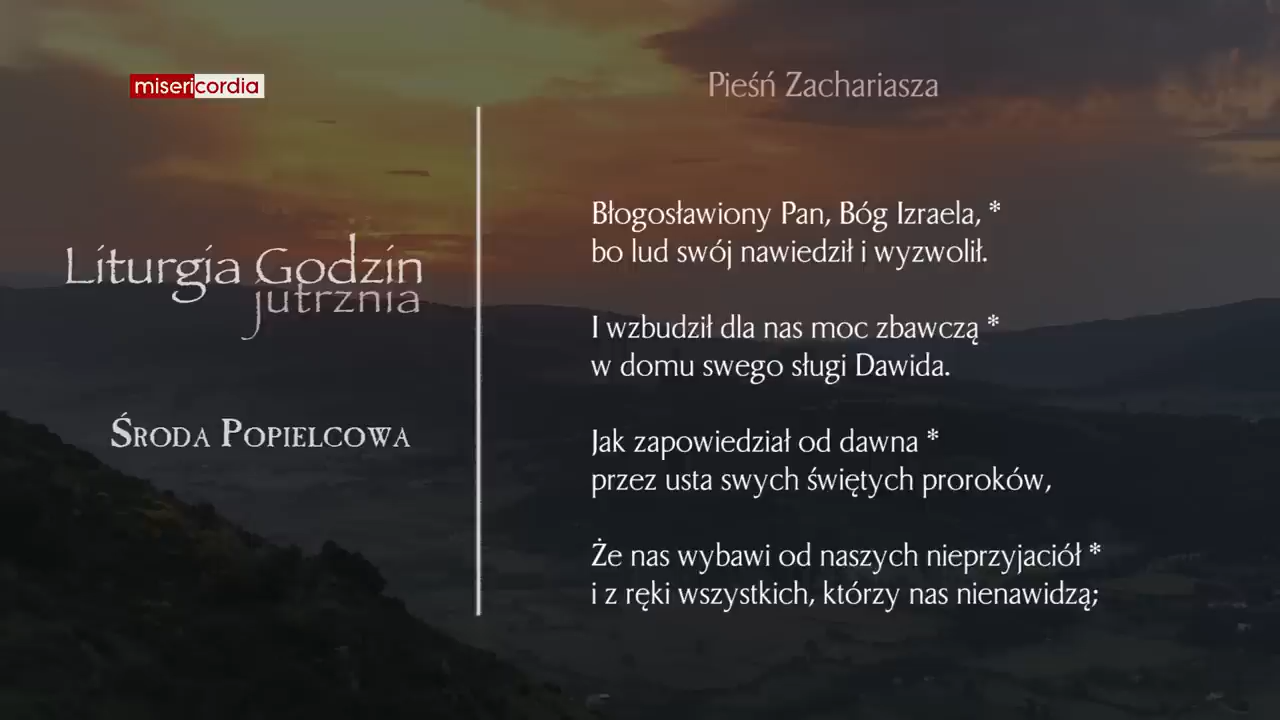 misericordia
Liturgia Godzin
jutrznia
Środa Popielcowa
Pieśń Zachariasza
Błogosławiony Pan, Bóg Izraela, *
bo lud swój nawiedził i wyzwolił.
I wzbudził dla nas moc zbawczą *
w domu swego sługi Dawida.
Jak zapowiedział od dawna *
przez usta swych świętych proroków,
Że nas wybawi od naszych nieprzyjaciół *
i z ręki wszystkich, którzy nas nienawidzą;